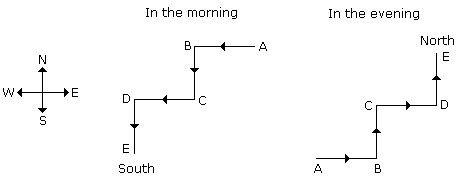 In the morning
In the evening
N
W
E
S
B
A
D
C
E
South
North
E
C
D
A
B